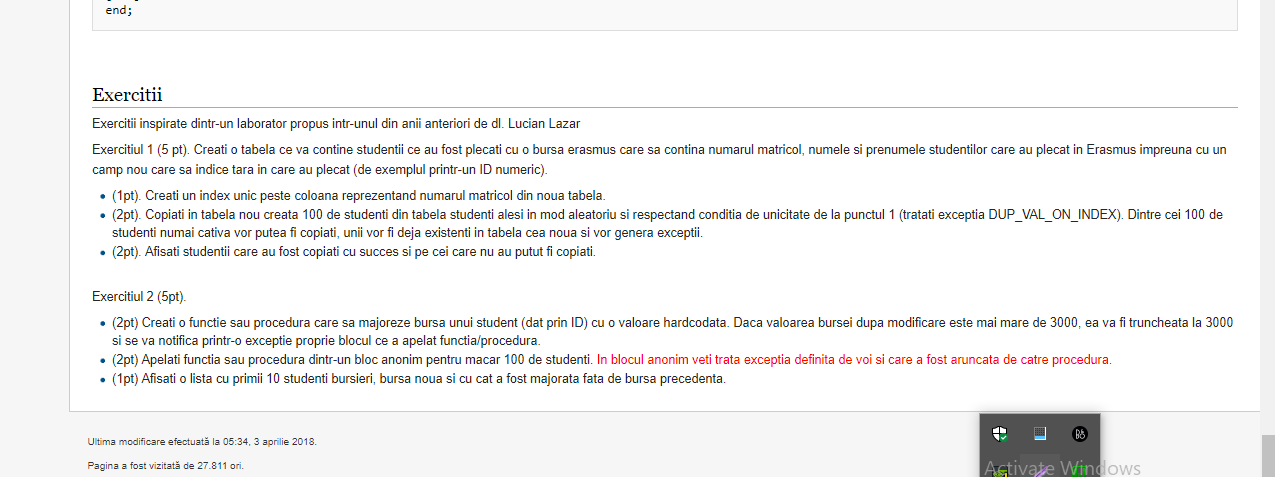 end;
Exercitii
Exercitii inspirate dintr-un laborator propus intr-unul din anii anteriori de dl. Lucian Lazar
Exercitiul 1 (5 pt). Creati o tabela ce va contine studentii ce au fost plecati cu o bursa erasmus care sa contina numarul matricol, numele si prenumele studentilor care au plecat in Erasmus impreuna cu un
camp nou care sa indice tara in care au plecat (de exemplul printr-un ID numeric).
(1pt). Creati un index unic peste coloana reprezentand numarul matricol din noua tabela.
(2pt). Copiati in tabela nou creata 100 de studenti din tabela studenti alesi in mod aleatoriu si respectand conditia de unicitate de la punctul 1 (tratati exceptia DUP_VAL_ON_INDEX). Dintre cei 100 de
studenti numai cativa vor putea fi copiati, unii vor fi deja existenti in tabela cea noua si vor genera exceptii.
(2pt). Afisati studentii care au fost copiati cu succes si pe cei care nu au putut fi copiati.
Exercitiul 2 (5pt).
(2pt) Creati o functie sau procedura care sa majoreze bursa unui student (dat prin ID) cu o valoare hardcodata. Daca valoarea bursei dupa modificare este mai mare de 3000, ea va fi truncheata la 3000
si se va notifica printr-o exceptie proprie blocul ce a apelat functia/procedura.
(2pt) Apelati functia sau procedura dintr-un bloc anonim pentru macar 100 de studenti. In blocul anonim veti trata exceptia definita de voi si care a fost aruncata de catre procedura.
(1pt) Afisati o lista cu primii 10 studenti bursieri, bursa noua si cu cat a fost majorata fata de bursa precedenta.
Ultima modificare efectuată la 05:34, 3 aprilie 2018.
Pagina a fost vizitată de 27.811 ori.
Activate Windows